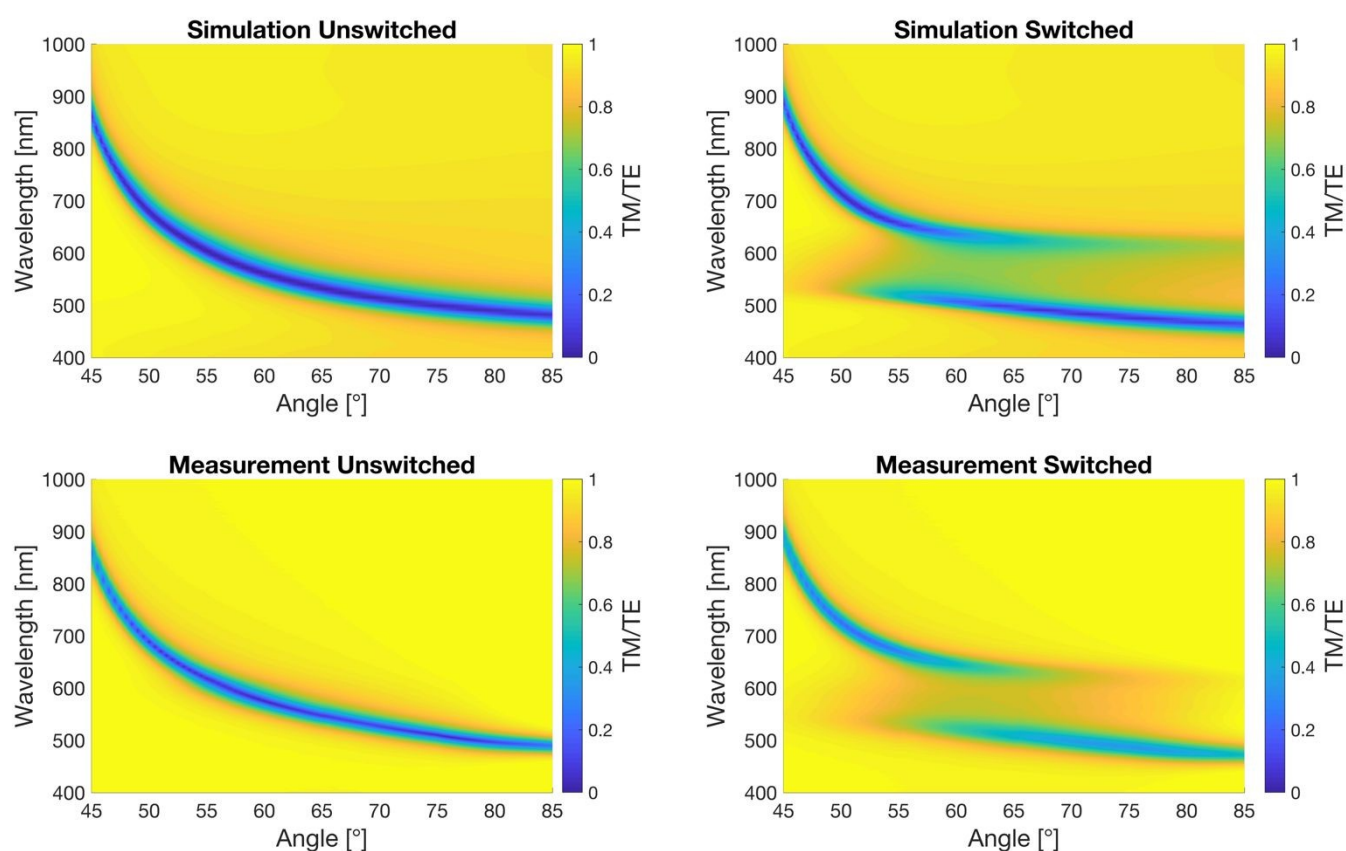 Simulation Unswitched
Wavelength [nm]
1000
900
800
700
600
500
400
45 50 55 60 65 70 75 80 85
Angle [°]
1
0.8
0.6
0.4
0.2
0
TM/TE
Simulation Switched
Wavelength [nm]
1000
900
800
700
600
500
400
45 50 55 60 65 70 75 80 85
Angle [°]
1
0.8
0.6
0.4
0.2
0
TM/TE
Measurement Unswitched
Wavelength [nm]
1000
900
800
700
600
500
400
45 50 55 60 65 70 75 80 85
Angle [°]
1
0.8
0.6
0.4
0.2
0
TM/TE
Measurement Switched
Wavelength [nm]
1000
900
800
700
600
500
400
45 50 55 60 65 70 75 80 85
Angle [°]
1
0.8
0.6
0.4
0.2
0
TM/TE